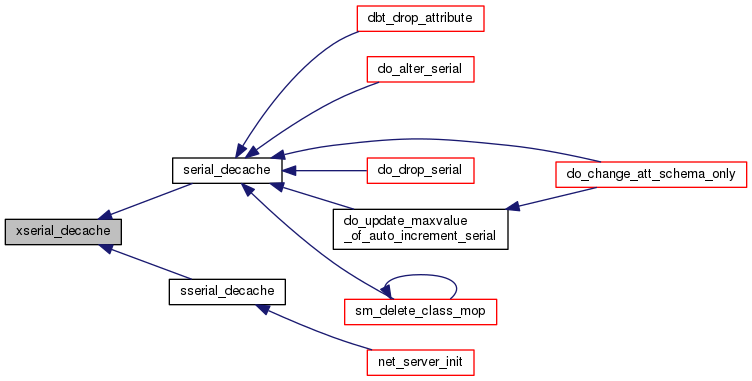 dbt_drop_attribute
do_alter_serial
serial_decache
do_drop_serial
do_change_att_schema_only
do_update_maxvalue
_of_auto_increment_serial
xserial_decache
sserial_decache
sm_delete_class_mop
net_server_init